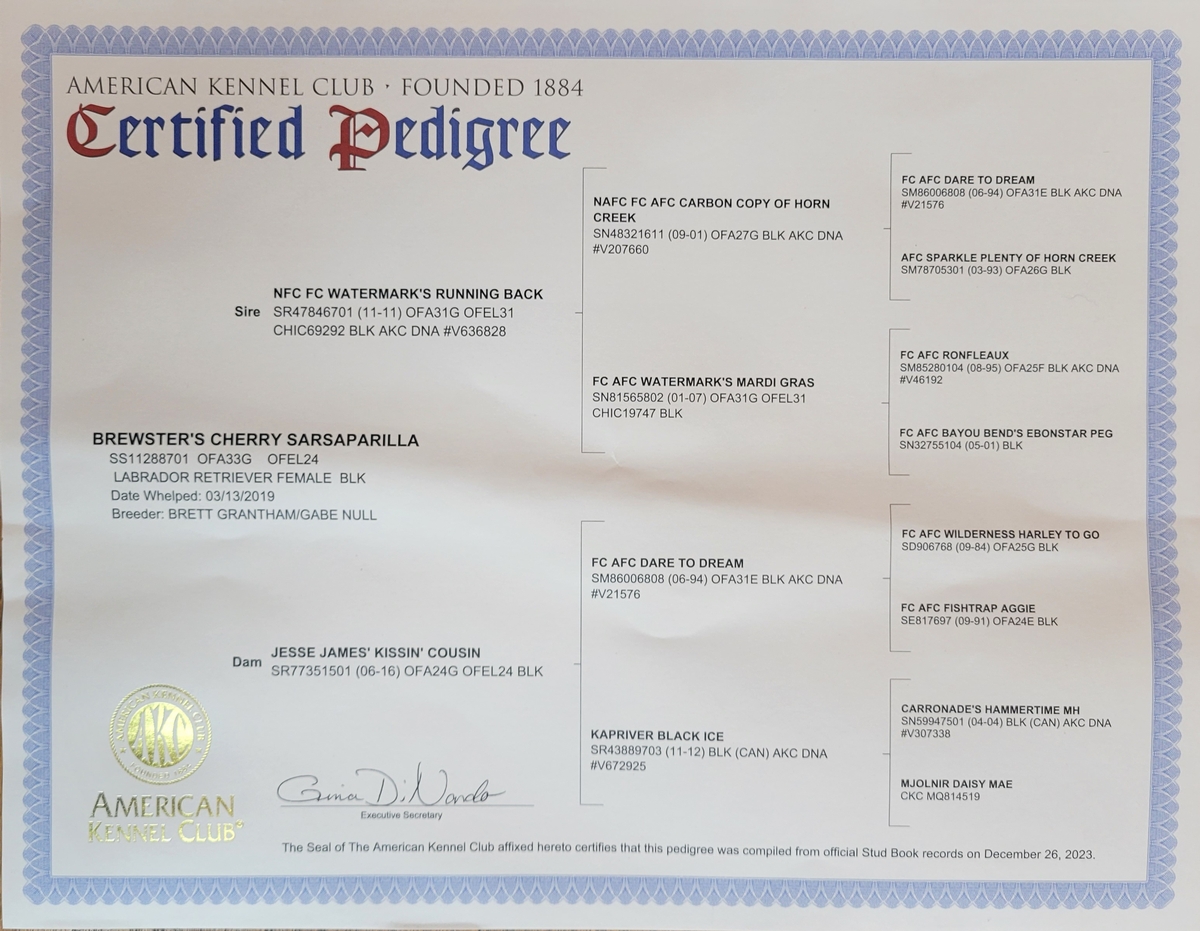 AMERICAN KENNEL CLUB · FOUNDED 1884
Certified Pedigree
NFC FC WATERMARK'S RUNNING BACK
Sire SR47846701 (11-11) OFA31G OFEL31
CHIC69292 BLK AKC DNA #V636828
BREWSTER'S CHERRY SARSAPARILLA
SS11288701 OFA33G OFEL24
LABRADOR RETRIEVER FEMALE BLK
Date Whelped: 03/13/2019
Breeder: BRETT GRANTHAM/GABE NULL
JESSE JAMES' KISSIN' COUSIN
Dam SR77351501 (06-16) OFA24G OFEL24 BLK
NAFC FC AFC CARBON COPY OF HORN
CREEK
SN48321611 (09-01) OFA27G BLK AKC DNA
#V207660
FC AFC WATERMARK'S MARDI GRAS
SN81565802 (01-07) OFA31G OFEL31
CHIC19747 BLK
FC AFC DARE TO DREAM
SM86006808 (06-94) OFA31E BLK AKC DNA
#V21576
KAPRIVER BLACK ICE
SR43889703 (11-12) BLK (CAN) AKC DNA
#V672925
FC AFC DARE TO DREAM
SM86006808 (06-94) OFA31E BLK AKC DNA
#V21576
AFC SPARKLE PLENTY OF HORN CREEK
SM78705301 (03-93) OFA26G BLK
FC AFC RONFLEAUX
SM85280104 (08-95) OFA25F BLK AKC DNA
#V46192
FC AFC BAYOU BEND'S EBONSTAR PEG
SN32755104 (05-01) BLK
FC AFC WILDERNESS HARLEY TO GO
SD906768 (09-84) OFA25G BLK
FC AFC FISHTRAP AGGIE
SE817697 (09-91) OFA24E BLK
CARRONADE'S HAMMERTIME MH
SN59947501 (04-04) BLK (CAN) AKC DNA
#V307338
MJOLNIR DAISY MAE
CKC MQ814519
AMERICAN KENNEL CLUB
AKC
FOUNDED 1884
AMERICAN
KENNEL CLUB®
Gina DiNardo
Executive Secretary
The Seal of The American Kennel Club affixed hereto certifies that this pedigree was compiled from official Stud Book records on December 26, 2023.